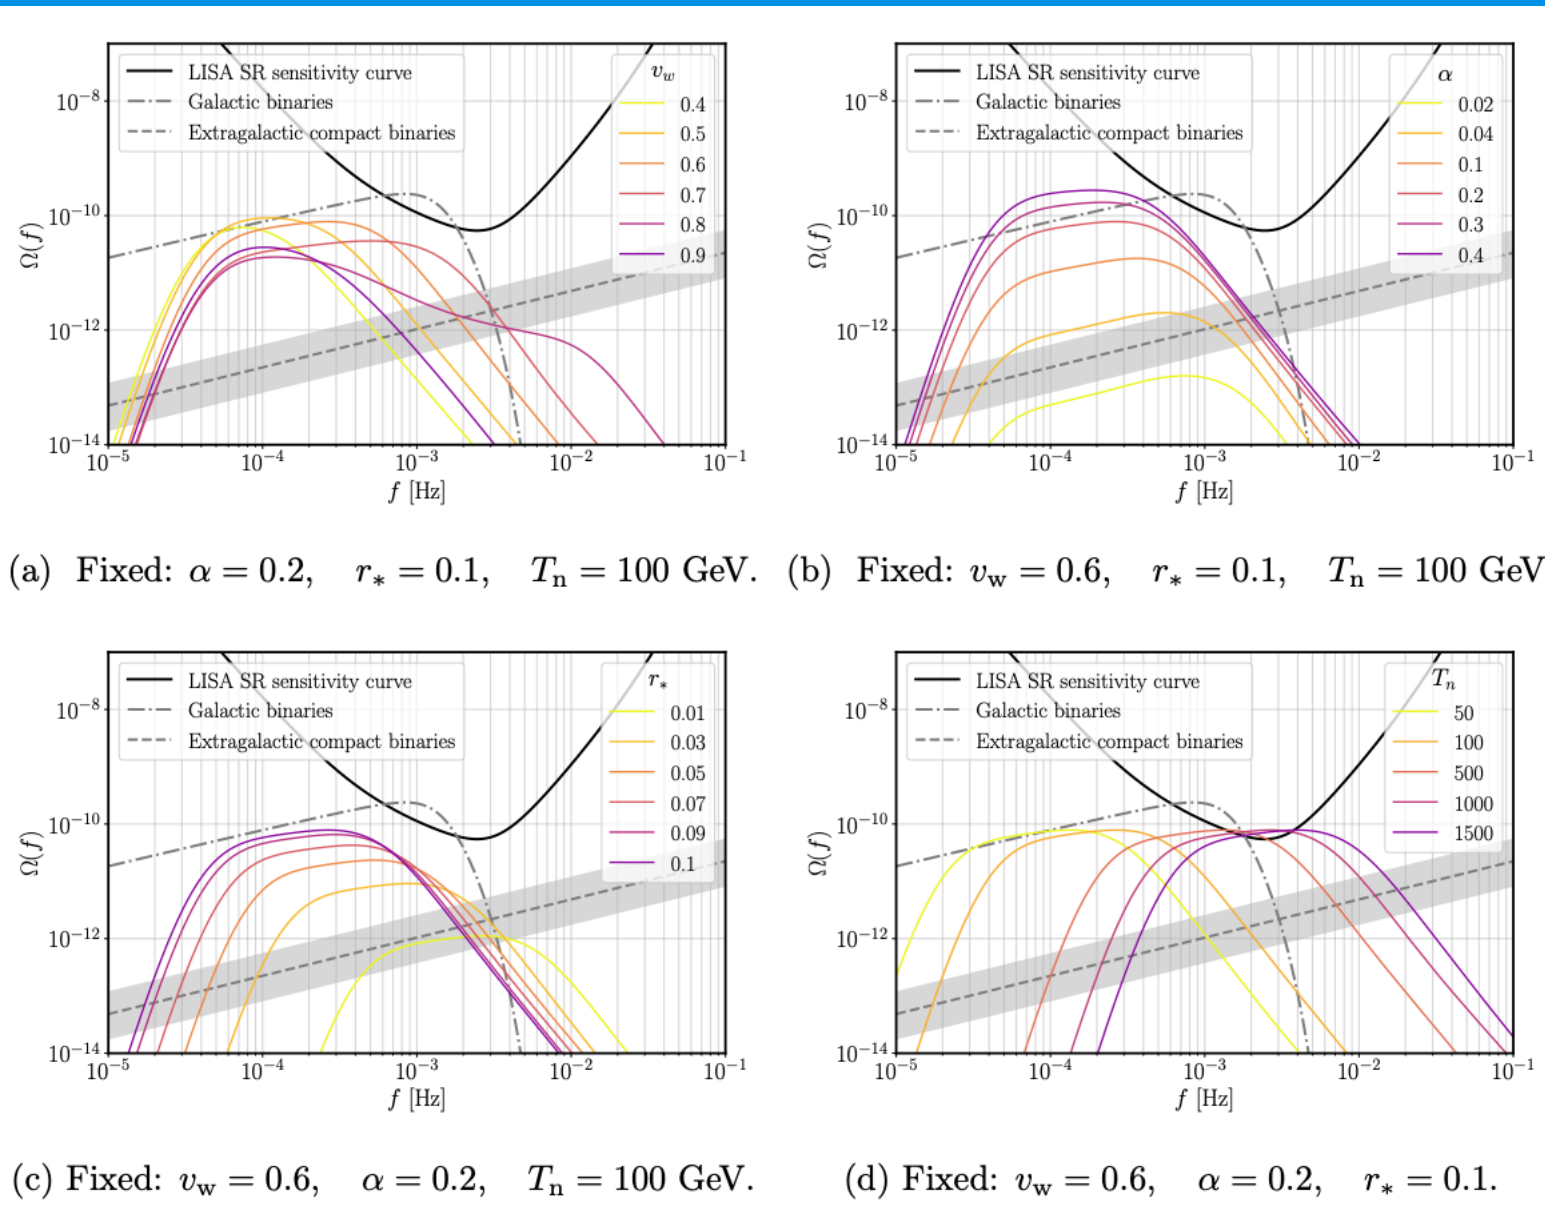 LISA SR sensitivity curve
Galactic binaries
Extragalactic compact binaries
v_w
0.4
0.5
0.6
0.7
0.8
0.9
10⁻⁸
10⁻¹⁰
10⁻¹²
10⁻¹⁴
Ω(f)
10⁻⁵ 10⁻⁴ 10⁻³ 10⁻² 10⁻¹
f [Hz]
(a) Fixed: α = 0.2, r_* = 0.1, T_n = 100 GeV.
LISA SR sensitivity curve
Galactic binaries
Extragalactic compact binaries
α
0.02
0.04
0.1
0.2
0.3
0.4
10⁻⁸
10⁻¹⁰
10⁻¹²
10⁻¹⁴
Ω(f)
10⁻⁵ 10⁻⁴ 10⁻³ 10⁻² 10⁻¹
f [Hz]
(b) Fixed: v_w = 0.6, r_* = 0.1, T_n = 100 GeV
LISA SR sensitivity curve
Galactic binaries
Extragalactic compact binaries
r_*
0.01
0.03
0.05
0.07
0.09
0.1
10⁻⁸
10⁻¹⁰
10⁻¹²
10⁻¹⁴
Ω(f)
10⁻⁵ 10⁻⁴ 10⁻³ 10⁻² 10⁻¹
f [Hz]
(c) Fixed: v_w = 0.6, α = 0.2, T_n = 100 GeV.
LISA SR sensitivity curve
Galactic binaries
Extragalactic compact binaries
T_n
50
100
500
1000
1500
10⁻⁸
10⁻¹⁰
10⁻¹²
10⁻¹⁴
Ω(f)
10⁻⁵ 10⁻⁴ 10⁻³ 10⁻² 10⁻¹
f [Hz]
(d) Fixed: v_w = 0.6, α = 0.2, r_* = 0.1.